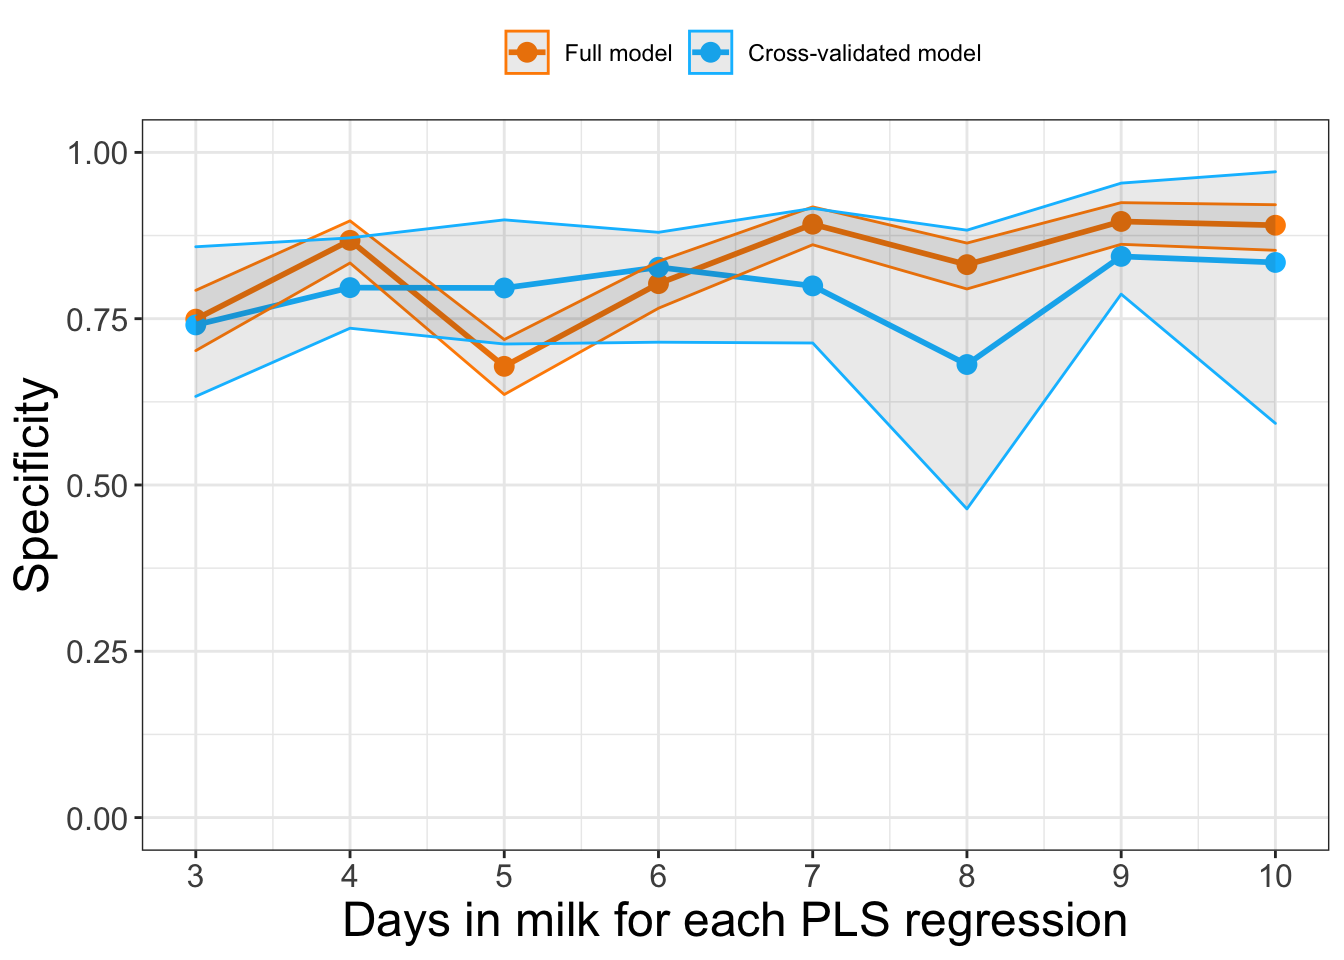 Full model Cross-validated model
1.00
0.75
0.50
0.25
0.00
Specificity
3 4 5 6 7 8 9 10
Days in milk for each PLS regression